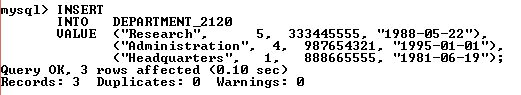 mysql> INSERT
INTO DEPARTMENT_2120
VALUE ("Research", 5, 333445555, "1988-05-22"),
("Administration", 4, 987654321, "1995-01-01"),
("Headquarters", 1, 888665555, "1981-06-19");
Query OK, 3 rows affected (0.10 sec)
Records: 3 Duplicates: 0 Warnings: 0